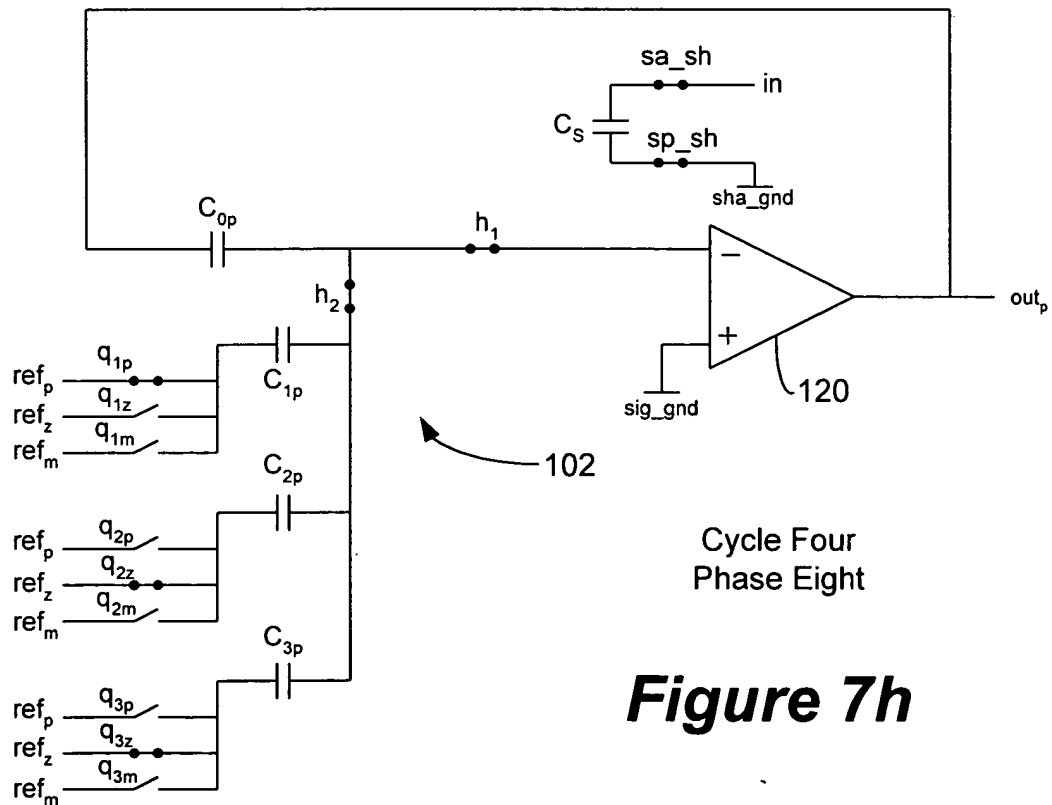 sa_sh
in
C_S
sp_sh
sha_gnd
C_0p
h_1
h_2
−
+
out_p
120
sig_gnd
C_1p
ref_p
q_1p
ref_z
q_1z
ref_m
q_1m
102
C_2p
ref_p
q_2p
ref_z
q_2z
ref_m
q_2m
Cycle Four
Phase Eight
C_3p
ref_p
q_3p
ref_z
q_3z
ref_m
q_3m
Figure 7h